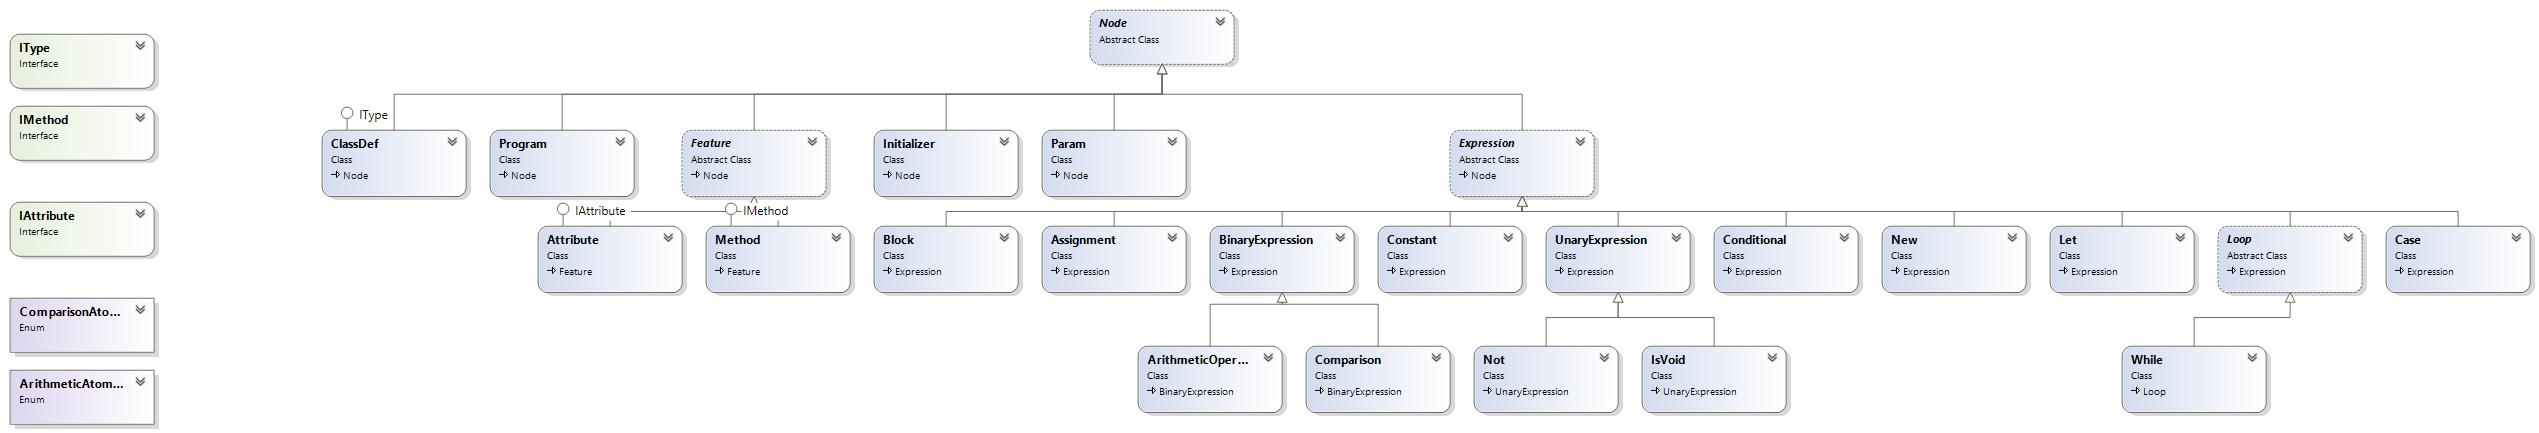 Node
Abstract Class
IType
Interface
IMethod
Interface
IAttribute
Interface
ComparisonAto...
Enum
ArithmeticAtom...
Enum
IType
ClassDef
Class
Node
Program
Class
Node
Feature
Abstract Class
Node
Initializer
Class
Node
Param
Class
Node
Expression
Abstract Class
Node
IAttribute
IMethod
Attribute
Class
Feature
Method
Class
Feature
Block
Class
Expression
Assignment
Class
Expression
BinaryExpression
Class
Expression
Constant
Class
Expression
UnaryExpression
Class
Expression
Conditional
Class
Expression
New
Class
Expression
Let
Class
Expression
Loop
Abstract Class
Expression
Case
Class
Expression
ArithmeticOper...
Class
BinaryExpression
Comparison
Class
BinaryExpression
Not
Class
UnaryExpression
IsVoid
Class
UnaryExpression
While
Class
Loop